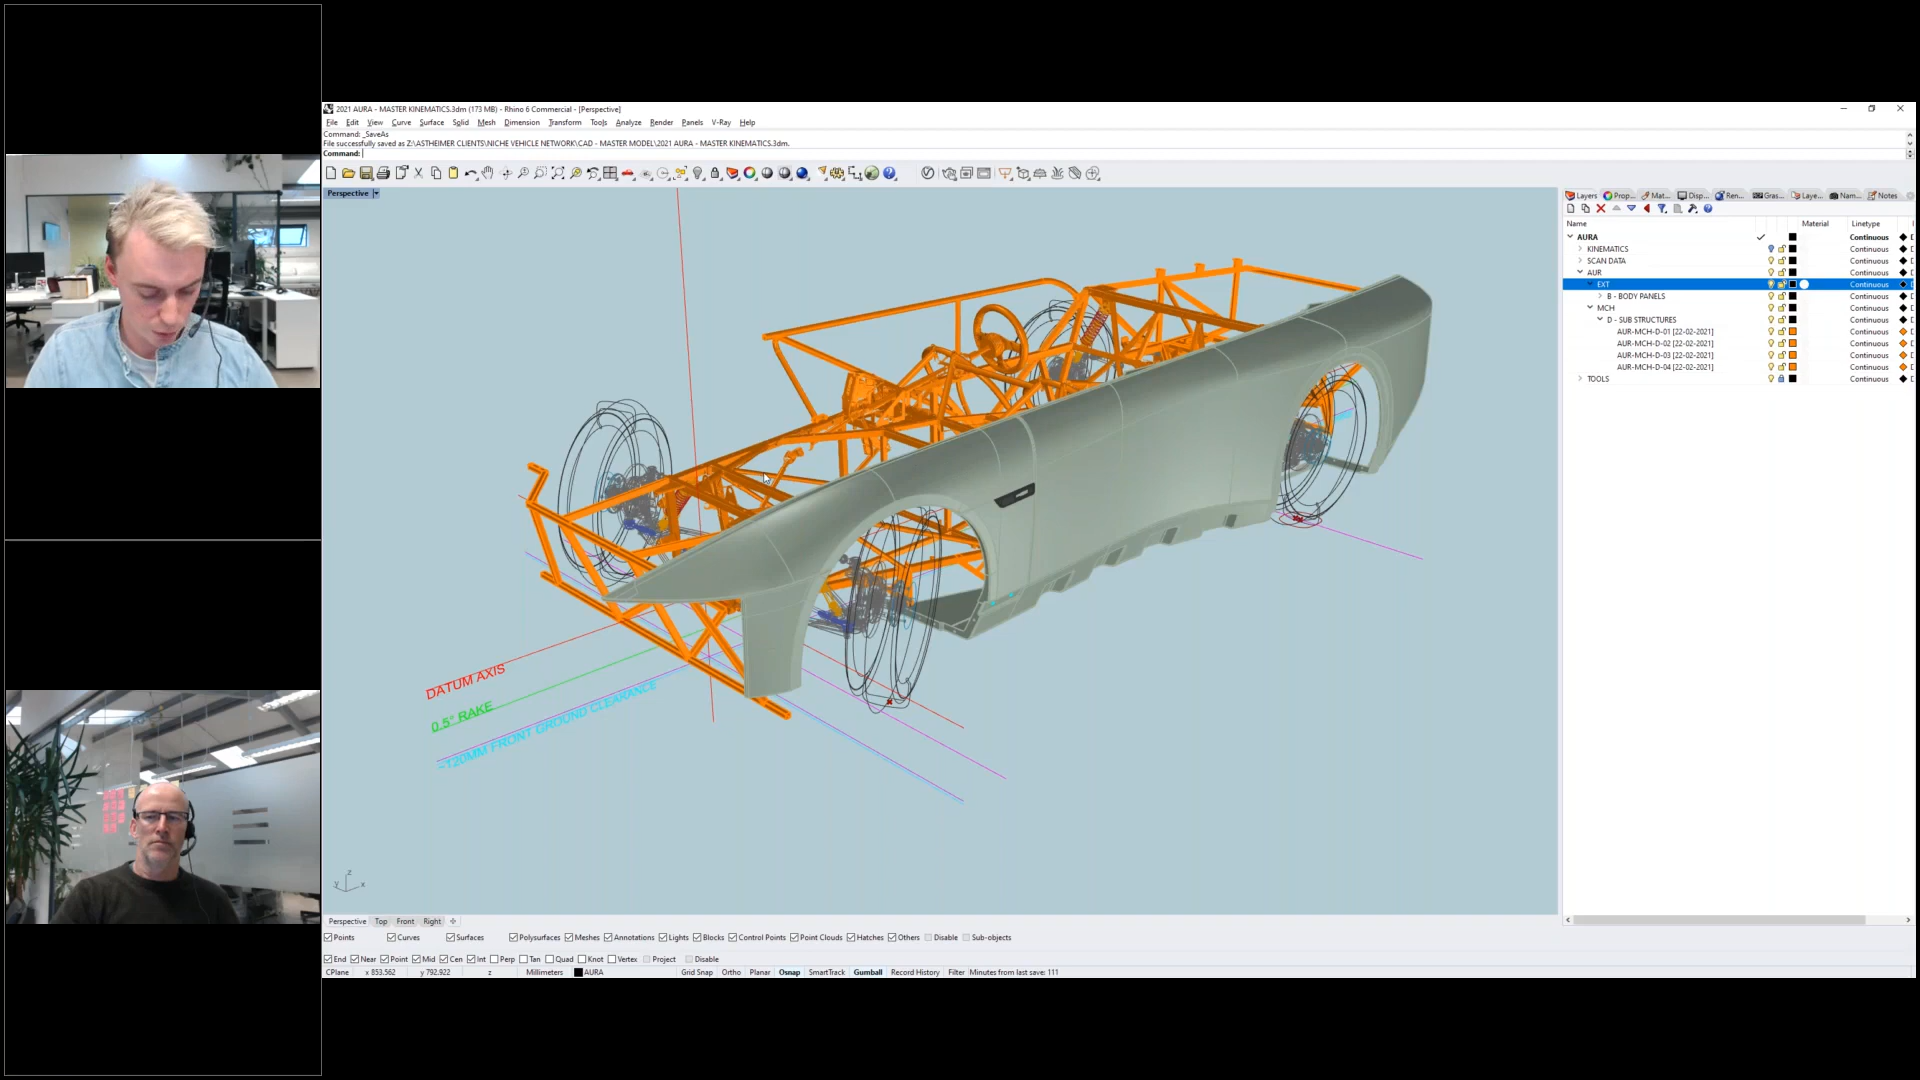 2021 AURA - MASTER KINEMATICS.3dm (173 MB) - Rhino 6 Commercial - [Perspective]
File Edit View Curve Surface Solid Mesh Dimension Transform Tools Analyze Render Panels V-Ray Help
Command: _SaveAs
File successfully saved as Z:\ASTHEIMER CLIENTS\NICHE VEHICLE NETWORK\CAD - MASTER MODEL\2021 AURA - MASTER KINEMATICS.3dm.
Command:
Perspective
Layers Prop... Mat... Disp... Ren... Gras... Laye... Nam... Notes
Name Material Linetype
AURA Continuous
KINEMATICS Continuous
SCAN DATA Continuous
AUR Continuous
EXT Continuous
B - BODY PANELS Continuous
MCH Continuous
D - SUB STRUCTURES Continuous
AUR-MCH-D-01 [22-02-2021] Continuous
AUR-MCH-D-02 [22-02-2021] Continuous
AUR-MCH-D-03 [22-02-2021] Continuous
AUR-MCH-D-04 [22-02-2021] Continuous
TOOLS Continuous
DATUM AXIS
0.5° RAKE
~120MM FRONT GROUND CLEARANCE
z
y x
Perspective Top Front Right
Points Curves Surfaces Polysurfaces Meshes Annotations Lights Blocks Control Points Point Clouds Hatches Others Disable Sub-objects
End Near Point Mid Cen Int Perp Tan Quad Knot Vertex Project Disable
CPlane x 853.562 y 792.922 z Millimeters AURA Grid Snap Ortho Planar Osnap SmartTrack Gumball Record History Filter Minutes from last save: 111